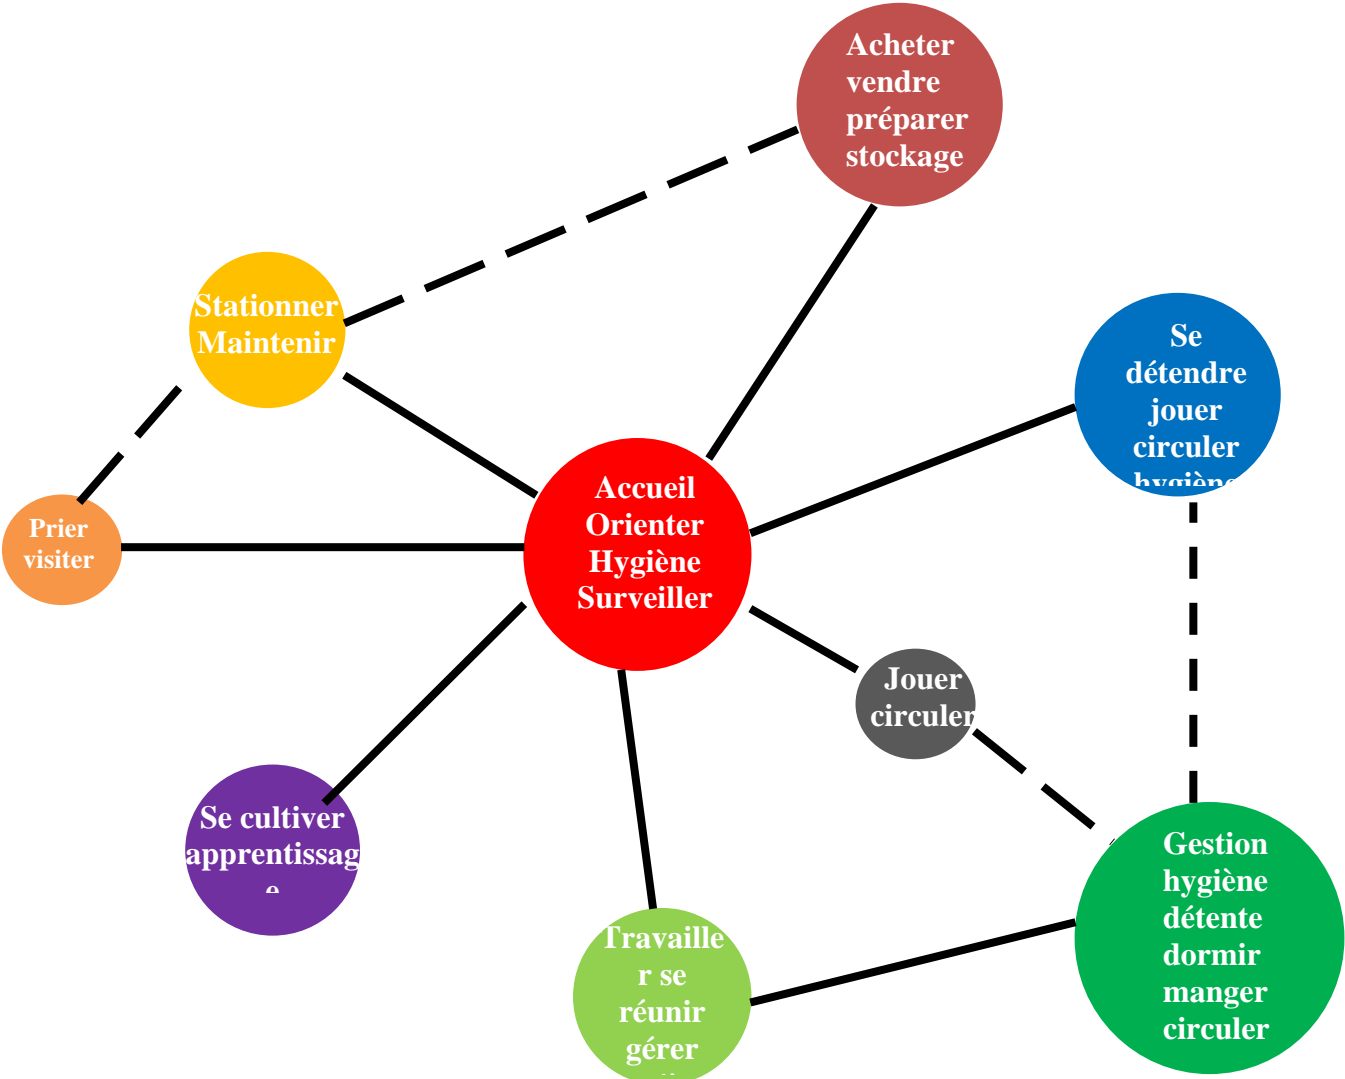 Acheter
vendre
préparer
stockage
Stationner
Maintenir
Se
détendre
jouer
circuler
hygiène
Accueil
Orienter
Hygiène
Surveiller
Prier
visiter
Jouer
circuler
Se cultiver
apprentissag
e
Travaille
r se
réunir
gérer
Gestion
hygiène
détente
dormir
manger
circuler